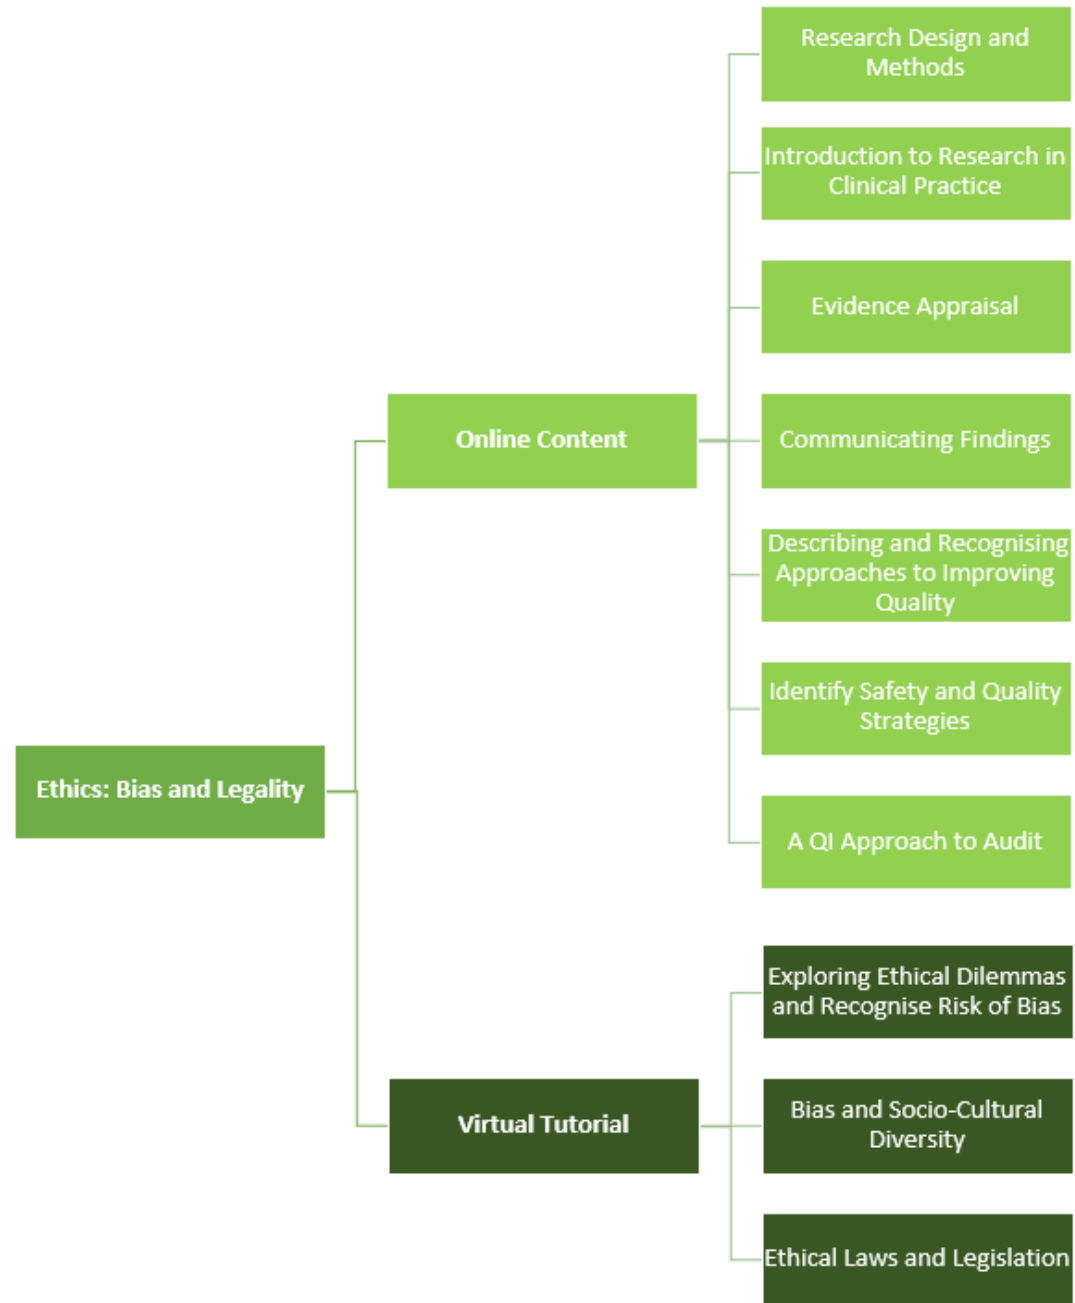 Research Design and
Methods
Introduction to Research in
Clinical Practice
Evidence Appraisal
Online Content
Communicating Findings
Describing and Recognising
Approaches to Improving
Quality
Identify Safety and Quality
Strategies
Ethics: Bias and Legality
A QI Approach to Audit
Exploring Ethical Dilemmas
and Recognise Risk of Bias
Virtual Tutorial
Bias and Socio-Cultural
Diversity
Ethical Laws and Legislation